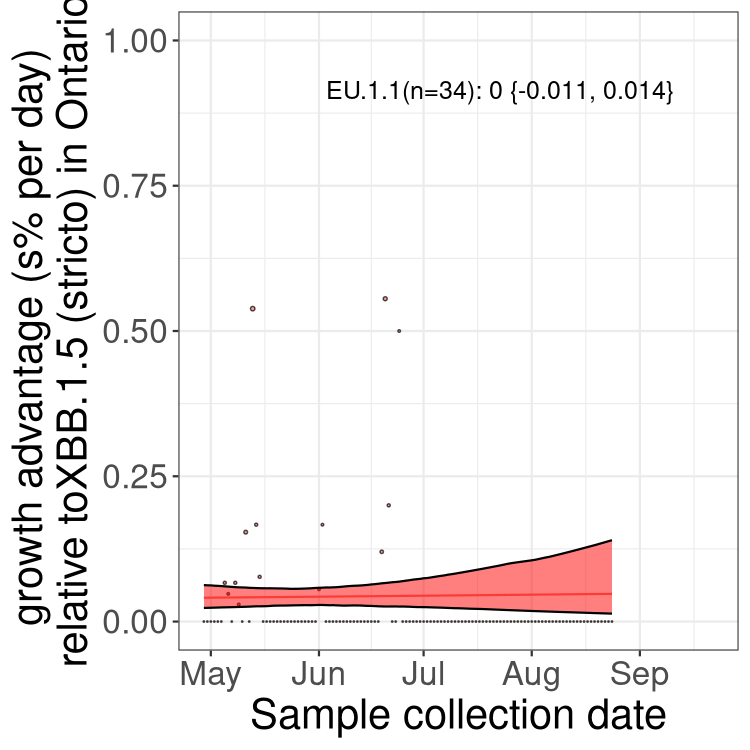 growth advantage (s% per day)
relative toXBB.1.5 (stricto) in Ontario
1.00
EU.1.1(n=34): 0 {-0.011, 0.014}
0.75
0.50
0.25
0.00
May Jun Jul Aug Sep
Sample collection date